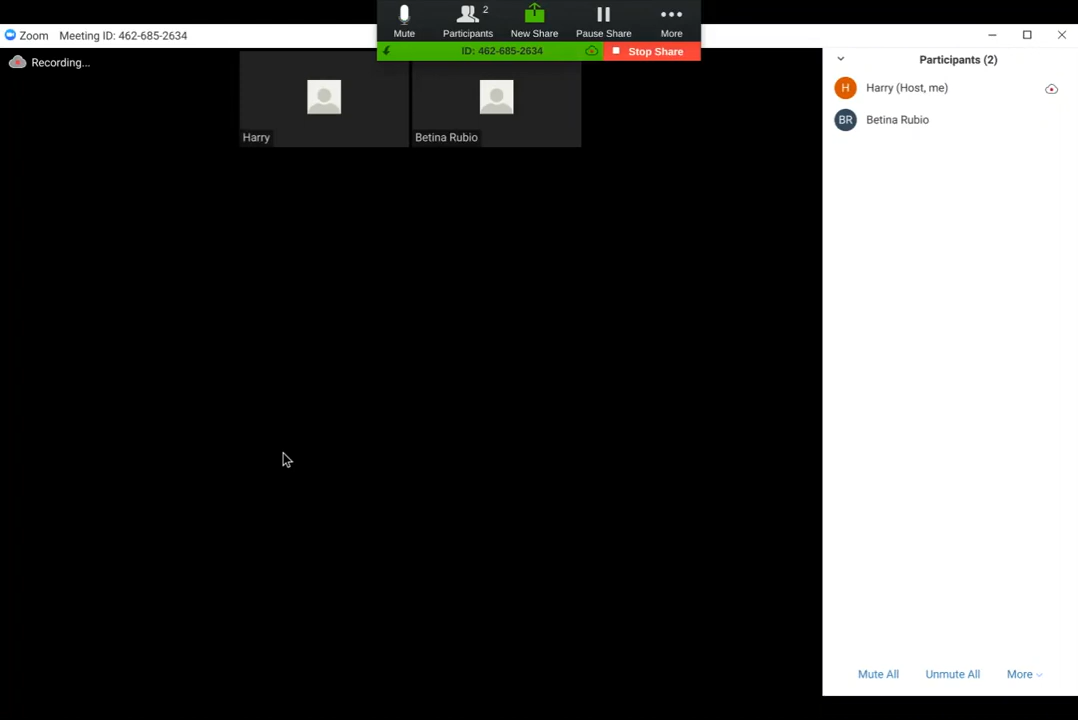 Mute
Participants 2
New Share
Pause Share
More
Zoom Meeting ID: 462-685-2634
ID: 462-685-2634
Stop Share
Recording...
Participants (2)
Harry
Betina Rubio
H Harry (Host, me)
BR Betina Rubio
Mute All
Unmute All
More